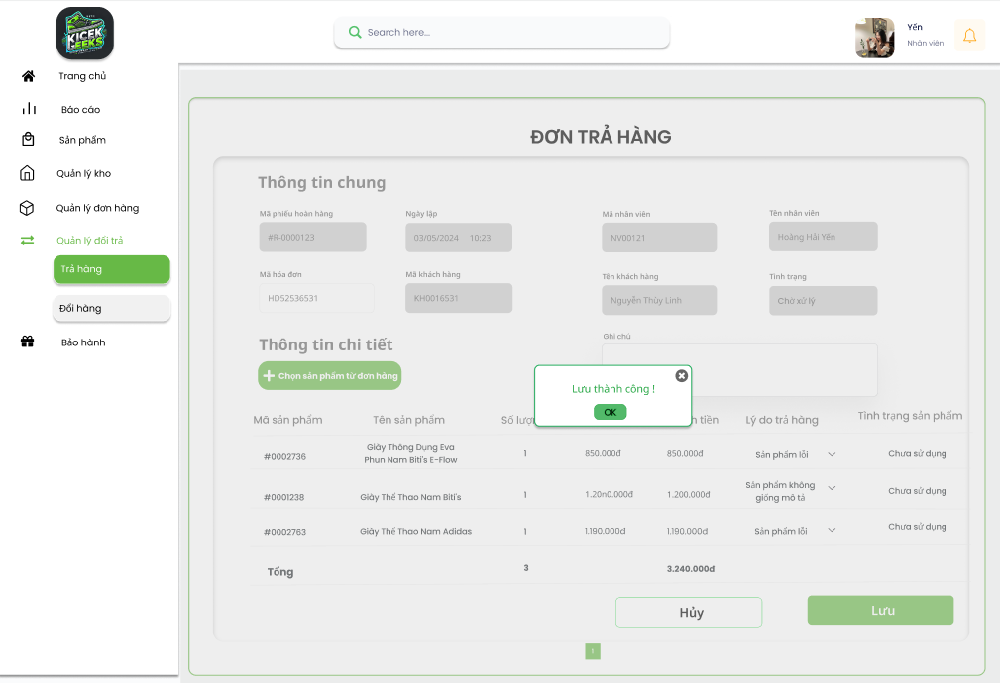 KICEK
GEEKS
Search here...
Yến
Nhân viên
Trang chủ
Báo cáo
Sản phẩm
Quản lý kho
Quản lý đơn hàng
Quản lý đổi trả
Trả hàng
Đổi hàng
Bảo hành
ĐƠN TRẢ HÀNG
Thông tin chung
Mã phiếu hoàn hàng
Ngày lập
Mã nhân viên
Tên nhân viên
#R-0000123
03/05/2024 10:23
NV00121
Hoàng Hải Yến
Mã hóa đơn
Mã khách hàng
Tên khách hàng
Tình trạng
HD52536531
KH0016531
Nguyễn Thùy Linh
Chờ xử lý
Thông tin chi tiết
Ghi chú
Chọn sản phẩm từ đơn hàng
Lưu thành công !
OK
Mã sản phẩm Tên sản phẩm Số lượn n tiền Lý do trả hàng Tình trạng sản phẩm
#0002736 Giày Thông Dụng Eva 1 850.000đ 850.000đ Sản phẩm lỗi Chưa sử dụng
Phun Nam Biti's E-Flow
#0001238 Giày Thể Thao Nam Biti's 1 1.20n0.000đ 1.200.000đ Sản phẩm không Chưa sử dụng
giống mô tả
#0002763 Giày Thể Thao Nam Adidas 1 1.190.000đ 1.190.000đ Sản phẩm lỗi Chưa sử dụng
Tổng 3 3.240.000đ
Hủy
Lưu
1